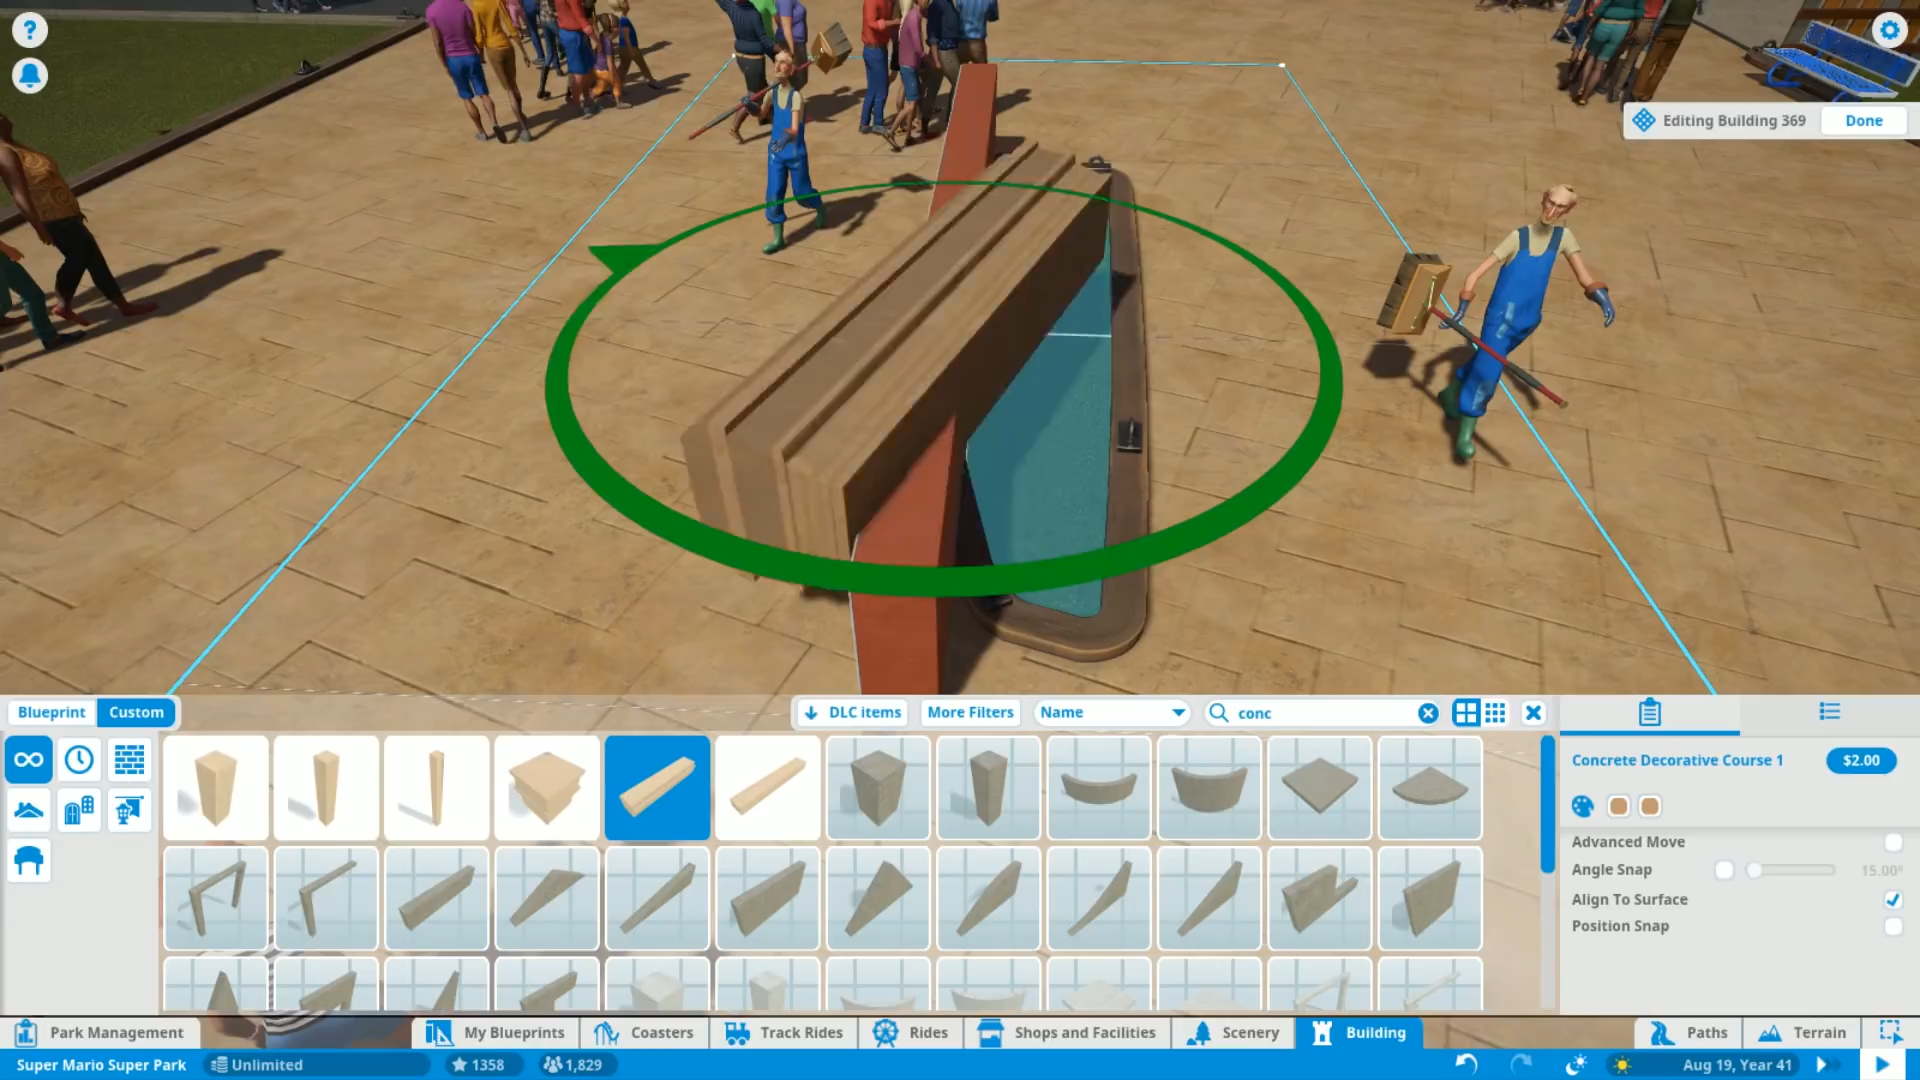 ?
Editing Building 369
Done
Blueprint
Custom
DLC items
More Filters
Name
conc
Concrete Decorative Course 1
$2.00
Advanced Move
Angle Snap
15.00°
Align To Surface
Position Snap
Park Management
My Blueprints
Coasters
Track Rides
Rides
Shops and Facilities
Scenery
Building
Paths
Terrain
Super Mario Super Park
Unlimited
1358
1,829
Aug 19, Year 41